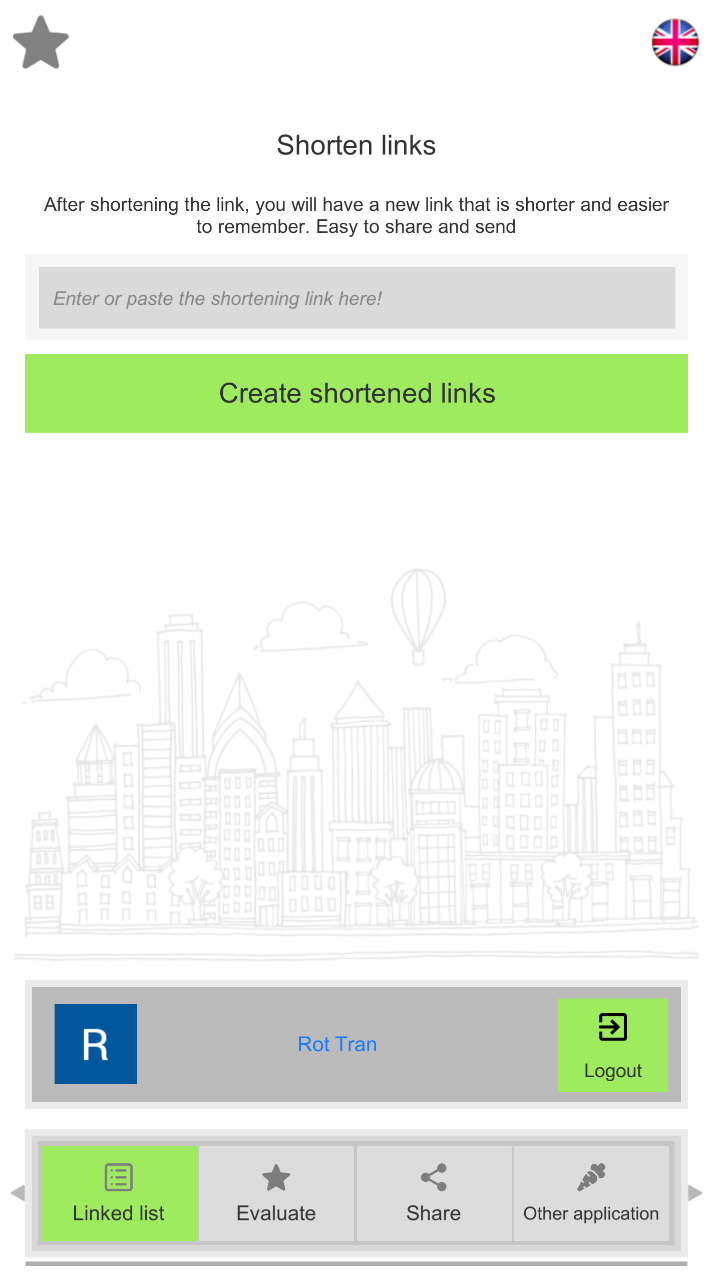 Shorten links
After shortening the link, you will have a new link that is shorter and easier
to remember. Easy to share and send
Enter or paste the shortening link here!
Create shortened links
R
Rot Tran
Logout
Linked list
Evaluate
Share
Other application